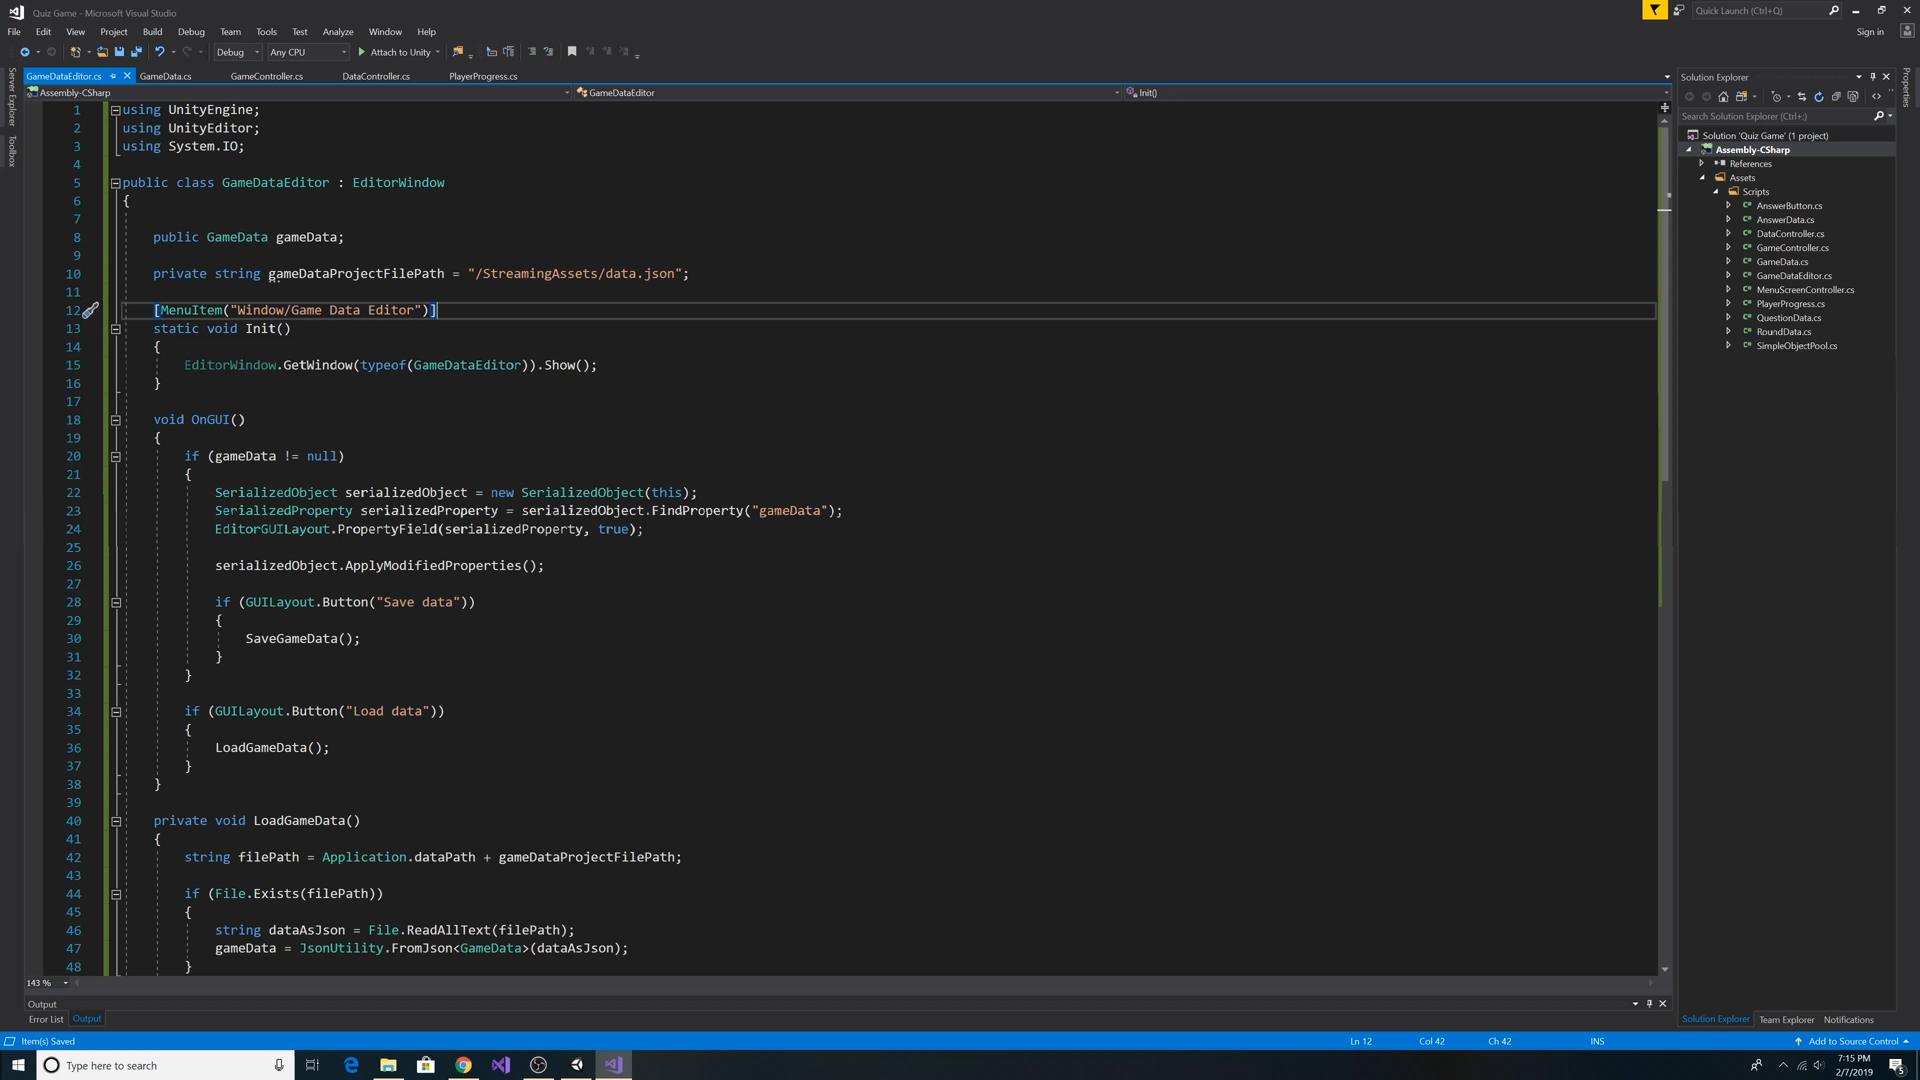 Quiz Game - Microsoft Visual Studio
Quick Launch (Ctrl+Q)
File Edit View Project Build Debug Team Tools Test Analyze Window Help
Sign in
Debug Any CPU Attach to Unity
GameDataEditor.cs GameData.cs GameController.cs DataController.cs PlayerProgress.cs
Assembly-CSharp GameDataEditor Init()
Server Explorer
Toolbox
1 using UnityEngine;
2 using UnityEditor;
3 using System.IO;
4
5 public class GameDataEditor : EditorWindow
6 {
7
8 public GameData gameData;
9
10 private string gameDataProjectFilePath = "/StreamingAssets/data.json";
11
12 [MenuItem("Window/Game Data Editor")]
13 static void Init()
14 {
15 EditorWindow.GetWindow(typeof(GameDataEditor)).Show();
16 }
17
18 void OnGUI()
19 {
20 if (gameData != null)
21 {
22 SerializedObject serializedObject = new SerializedObject(this);
23 SerializedProperty serializedProperty = serializedObject.FindProperty("gameData");
24 EditorGUILayout.PropertyField(serializedProperty, true);
25
26 serializedObject.ApplyModifiedProperties();
27
28 if (GUILayout.Button("Save data"))
29 {
30 SaveGameData();
31 }
32 }
33
34 if (GUILayout.Button("Load data"))
35 {
36 LoadGameData();
37 }
38 }
39
40 private void LoadGameData()
41 {
42 string filePath = Application.dataPath + gameDataProjectFilePath;
43
44 if (File.Exists(filePath))
45 {
46 string dataAsJson = File.ReadAllText(filePath);
47 gameData = JsonUtility.FromJson<GameData>(dataAsJson);
48 }
143 %
Output
Error List Output
Solution Explorer
Search Solution Explorer (Ctrl+;)
Solution 'Quiz Game' (1 project)
Assembly-CSharp
References
Assets
Scripts
AnswerButton.cs
AnswerData.cs
DataController.cs
GameController.cs
GameData.cs
GameDataEditor.cs
MenuScreenController.cs
PlayerProgress.cs
QuestionData.cs
RoundData.cs
SimpleObjectPool.cs
Properties
Solution Explorer Team Explorer Notifications
Item(s) Saved Ln 12 Col 42 Ch 42 INS Add to Source Control
Type here to search
7:15 PM
2/7/2019
5